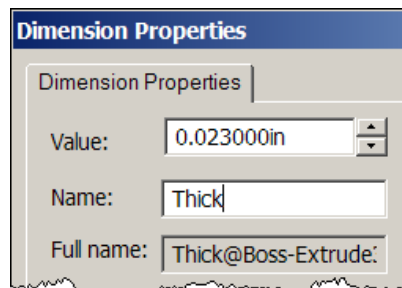 Dimension Properties
Dimension Properties
Value: 0.023000in
Name: Thick
Full name: Thick@Boss-Extrude